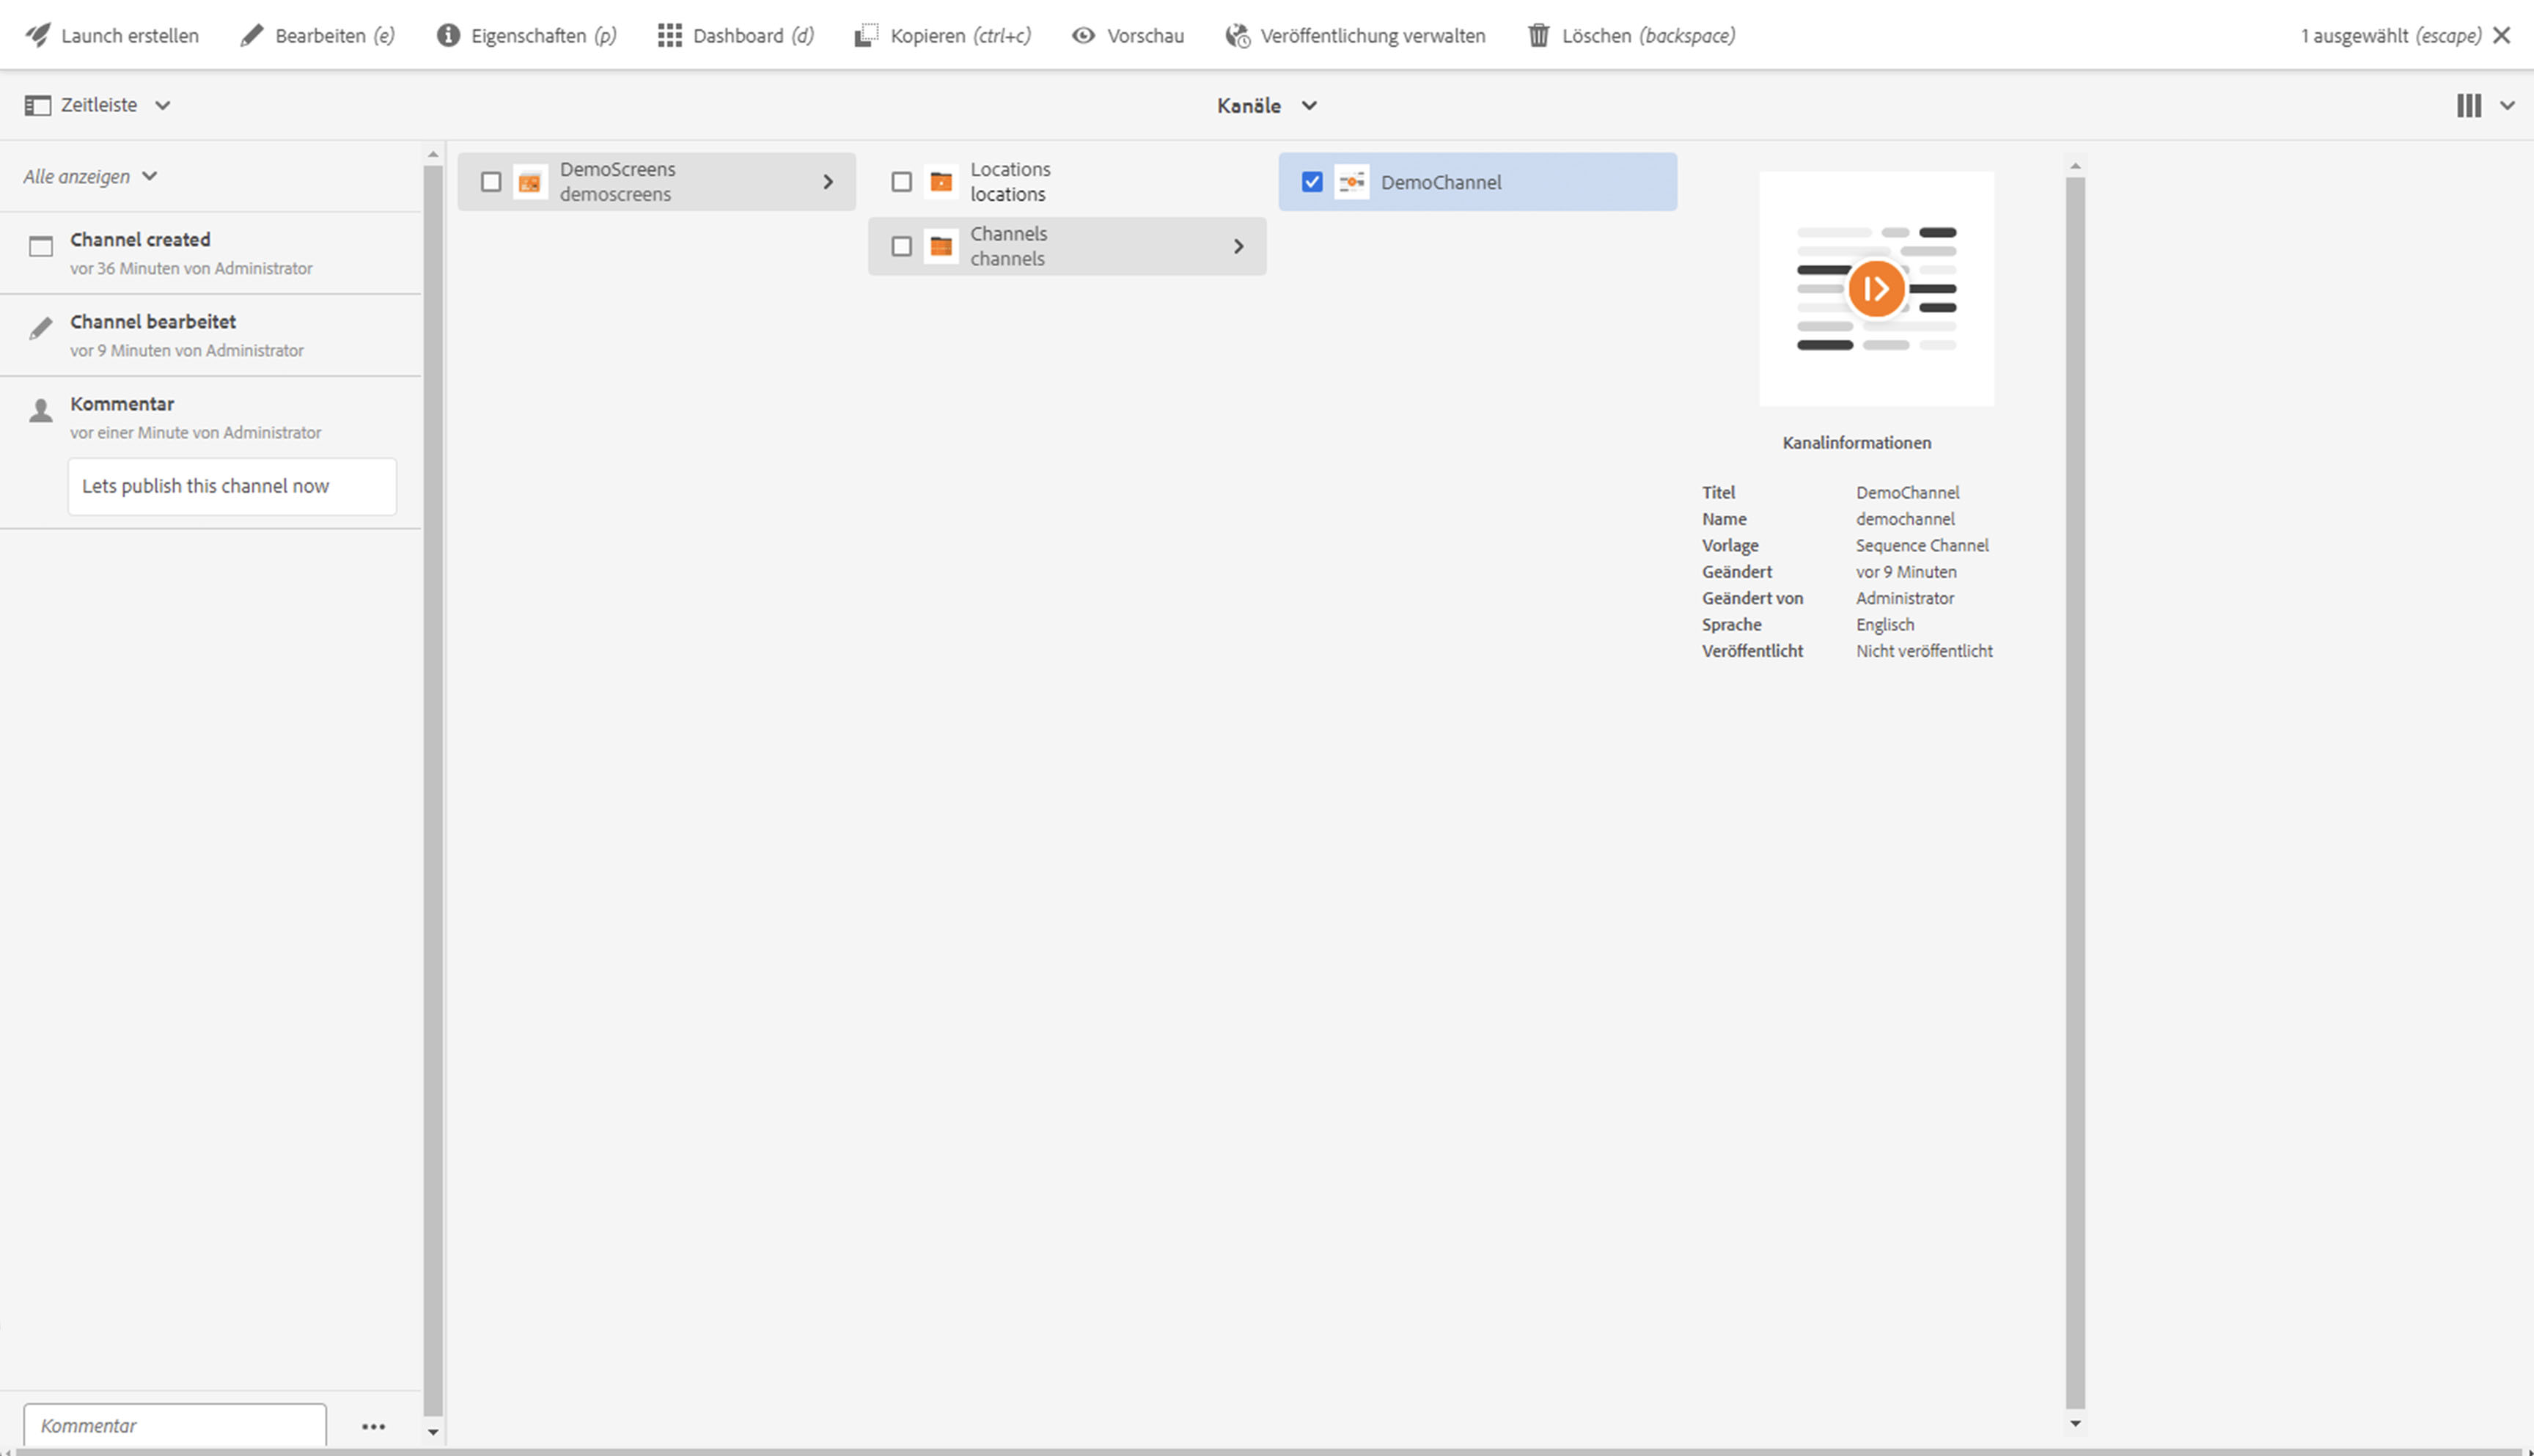 Launch erstellen Bearbeiten (e) Eigenschaften (p) Dashboard (d) Kopieren (ctrl+c) Vorschau Veröffentlichung verwalten Löschen (backspace) 1 ausgewählt (escape)
Zeitleiste Kanäle
Alle anzeigen
Channel created
vor 36 Minuten von Administrator
Channel bearbeitet
vor 9 Minuten von Administrator
Kommentar
vor einer Minute von Administrator
Lets publish this channel now
Kommentar
DemoScreens
demoscreens
Locations
locations
Channels
channels
DemoChannel
Kanalinformationen
Titel DemoChannel
Name demochannel
Vorlage Sequence Channel
Geändert vor 9 Minuten
Geändert von Administrator
Sprache Englisch
Veröffentlicht Nicht veröffentlicht